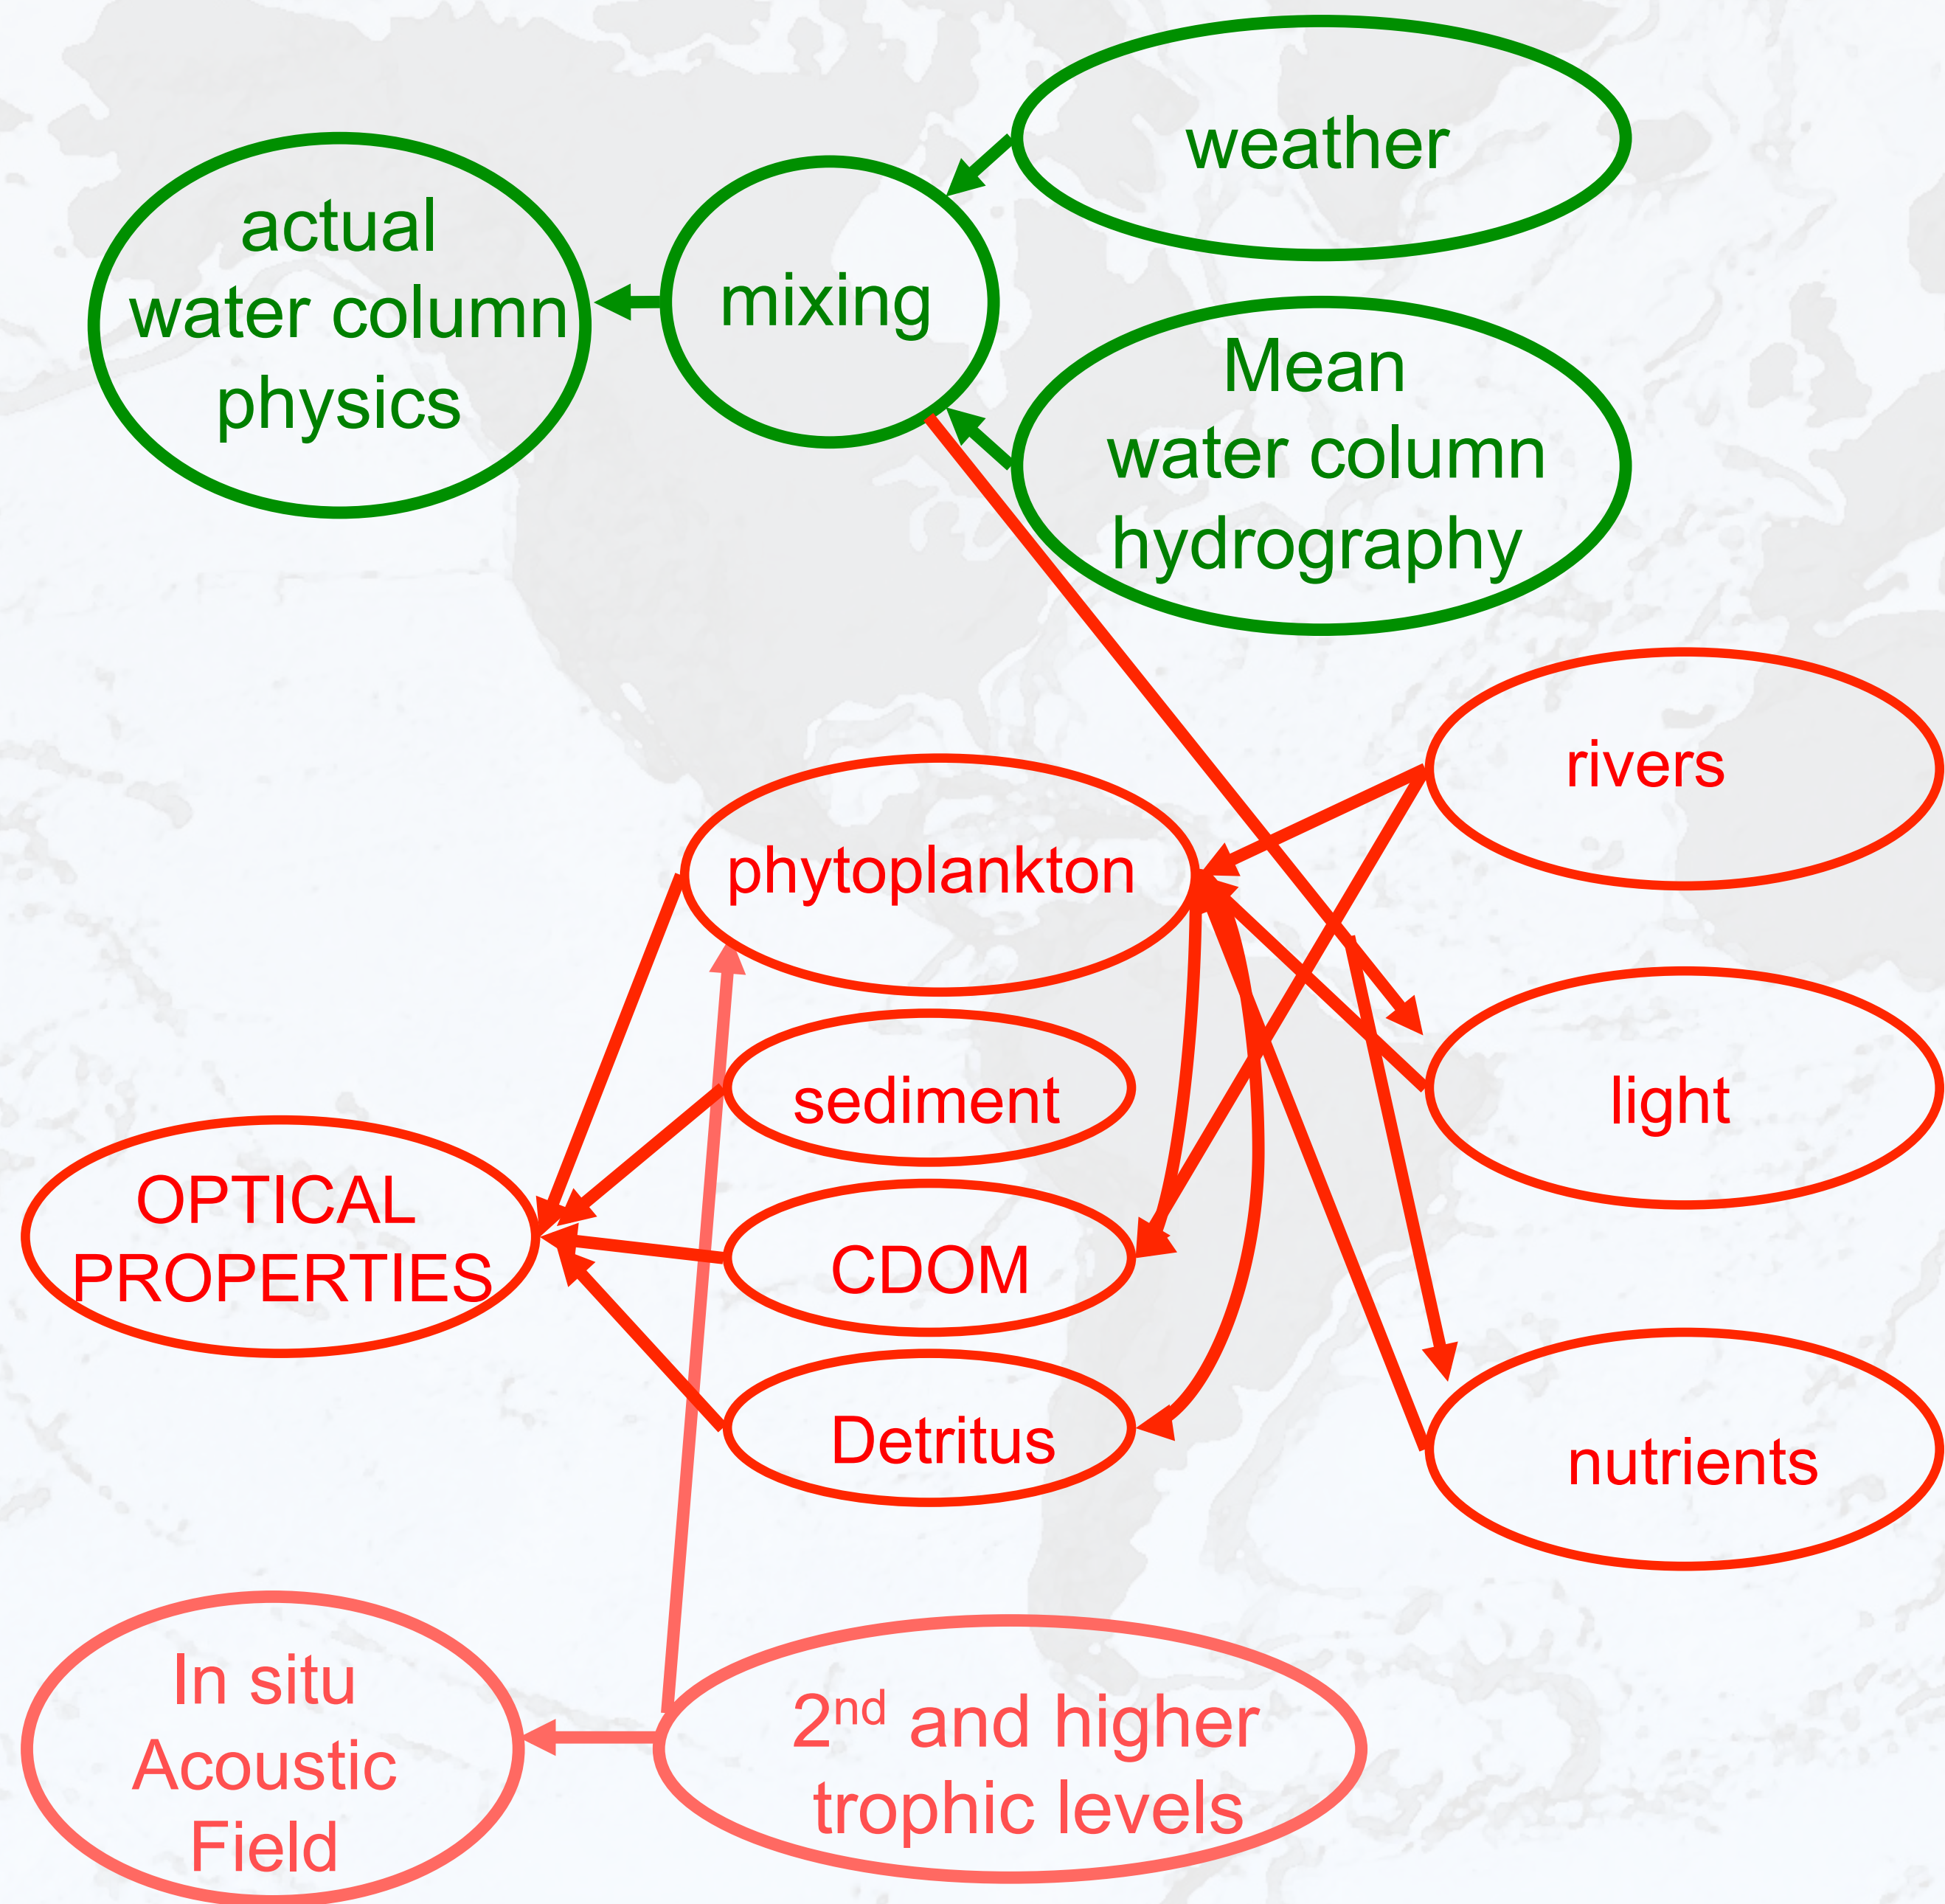 weather
actual
water column
physics
mixing
Mean
water column
hydrography
rivers
phytoplankton
sediment
light
OPTICAL
PROPERTIES
CDOM
Detritus
nutrients
In situ
Acoustic
Field
2nd and higher
trophic levels